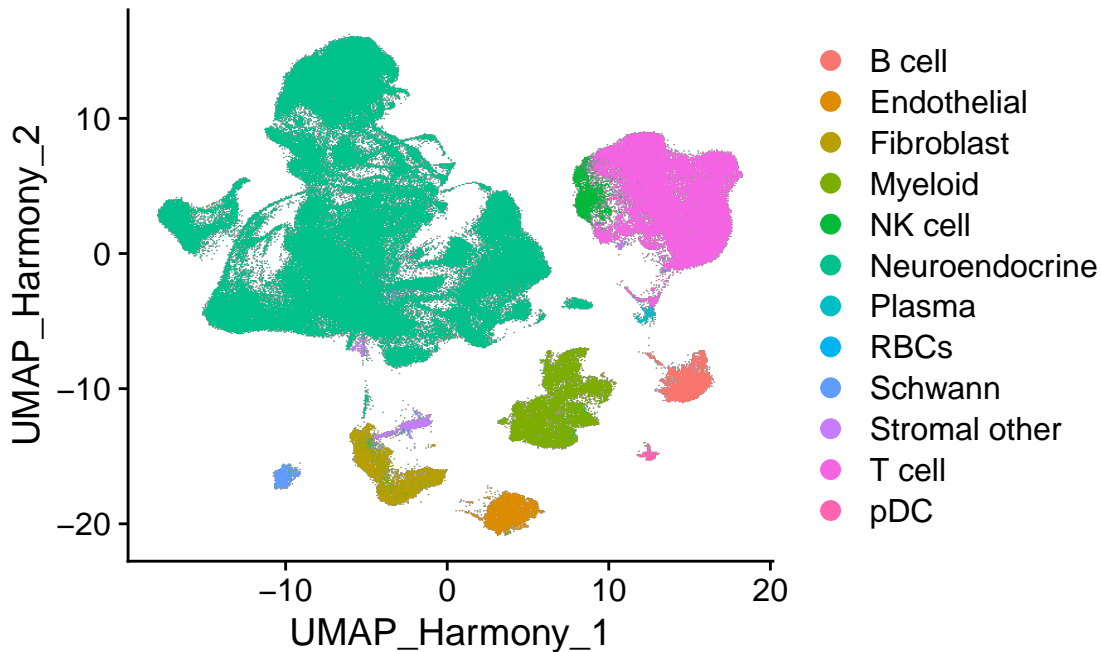 UMAP_Harmony_2
10
0
−10
−20
−10
0
10
20
UMAP_Harmony_1
B cell
Endothelial
Fibroblast
Myeloid
NK cell
Neuroendocrine
Plasma
RBCs
Schwann
Stromal other
T cell
pDC